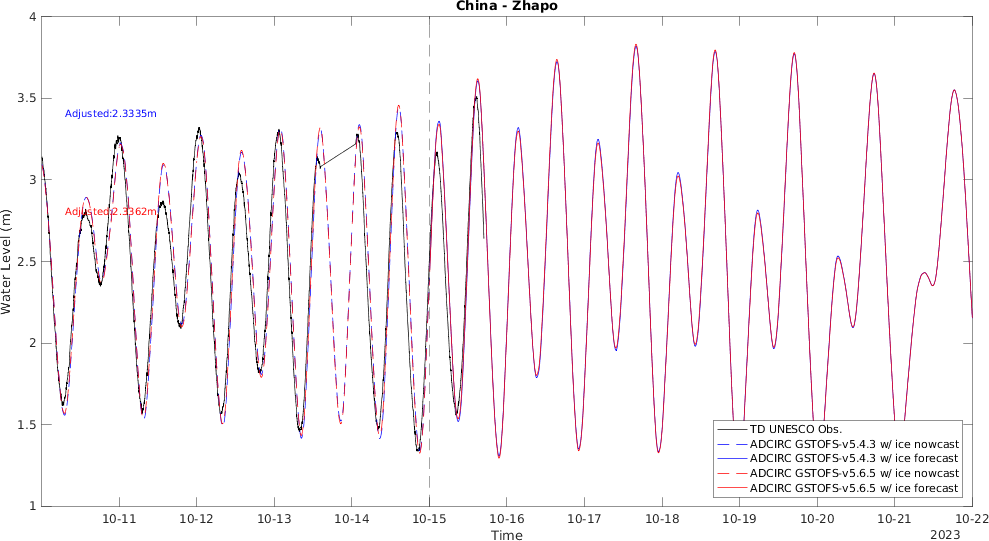 China - Zhapo
4
3.5
3
2.5
2
1.5
1
Water Level (m)
Adjusted:2.3335m
Adjusted:2.3362m
TD UNESCO Obs.
ADCIRC GSTOFS-v5.4.3 w/ ice nowcast
ADCIRC GSTOFS-v5.4.3 w/ ice forecast
ADCIRC GSTOFS-v5.6.5 w/ ice nowcast
ADCIRC GSTOFS-v5.6.5 w/ ice forecast
10-11 10-12 10-13 10-14 10-15 10-16 10-17 10-18 10-19 10-20 10-21 10-22
Time
2023